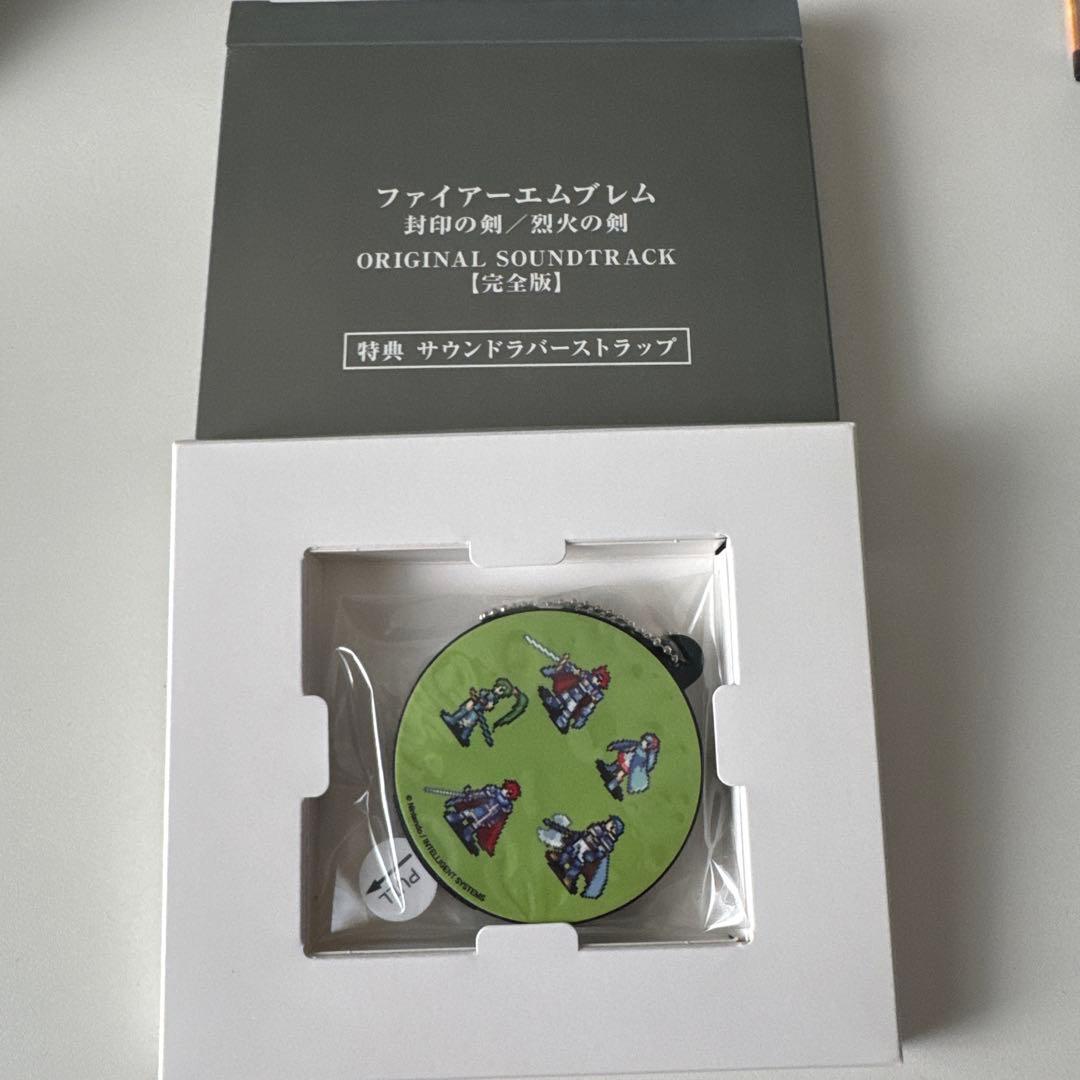 ファイアーエムブレム
封印の剣／烈火の剣
ORIGINAL SOUNDTRACK
【完全版】
特典 サウンドラバーストラップ
© Nintendo / INTELLIGENT SYSTEMS
PULL